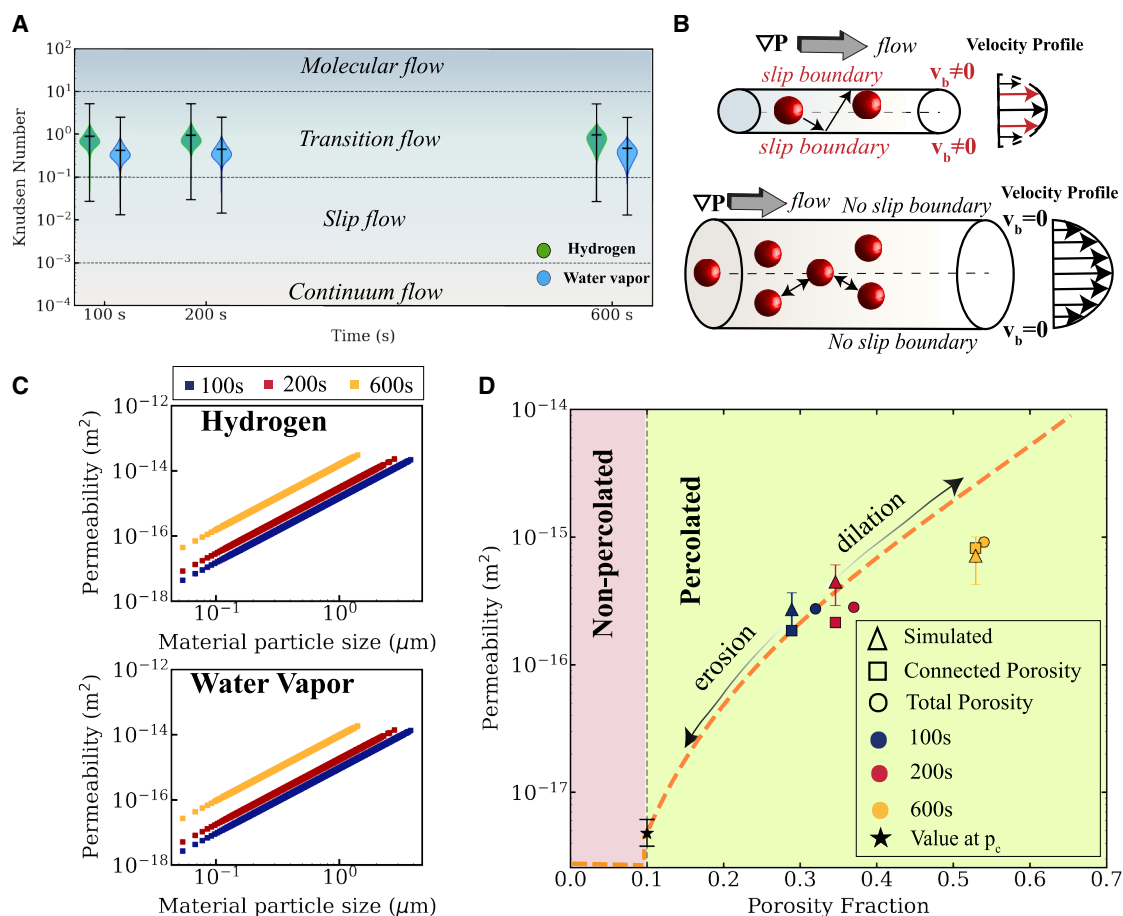 A
Knudsen Number
10²
10¹
10⁰
10⁻¹
10⁻²
10⁻³
10⁻⁴
Molecular flow
Transition flow
Slip flow
Continuum flow
Hydrogen
Water vapor
100 s
200 s
600 s
Time (s)
B
∇P
flow
Velocity Profile
slip boundary
v_b≠0
slip boundary
v_b≠0
∇P
flow
No slip boundary
Velocity Profile
v_b=0
No slip boundary
v_b=0
C
100s
200s
600s
Permeability (m²)
10⁻¹²
10⁻¹⁴
10⁻¹⁶
10⁻¹⁸
Hydrogen
10⁻¹
10⁰
Material particle size (μm)
Permeability (m²)
10⁻¹²
10⁻¹⁴
10⁻¹⁶
10⁻¹⁸
Water Vapor
10⁻¹
10⁰
Material particle size (μm)
D
Permeability (m²)
10⁻¹⁴
10⁻¹⁵
10⁻¹⁶
10⁻¹⁷
Non-percolated
Percolated
dilation
erosion
Simulated
Connected Porosity
Total Porosity
100s
200s
600s
Value at p_c
0.0
0.1
0.2
0.3
0.4
0.5
0.6
0.7
Porosity Fraction